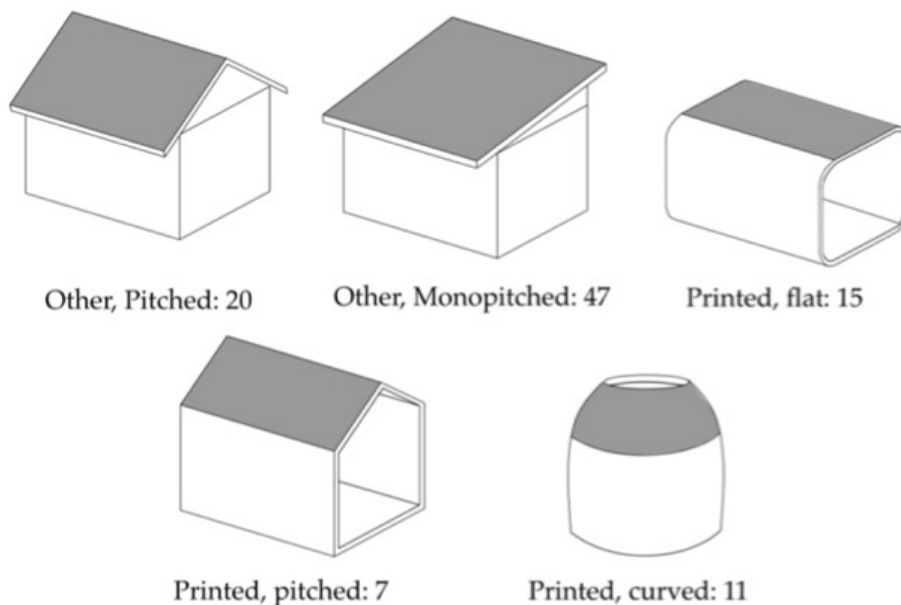 Other, Pitched: 20
Other, Monopitched: 47
Printed, flat: 15
Printed, pitched: 7
Printed, curved: 11